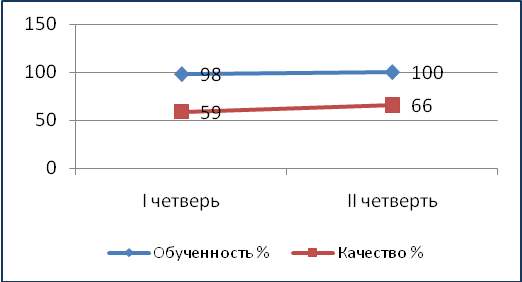 150
100
50
0
98
100
59
66
I четверь
II четверть
Обученность %
Качество %